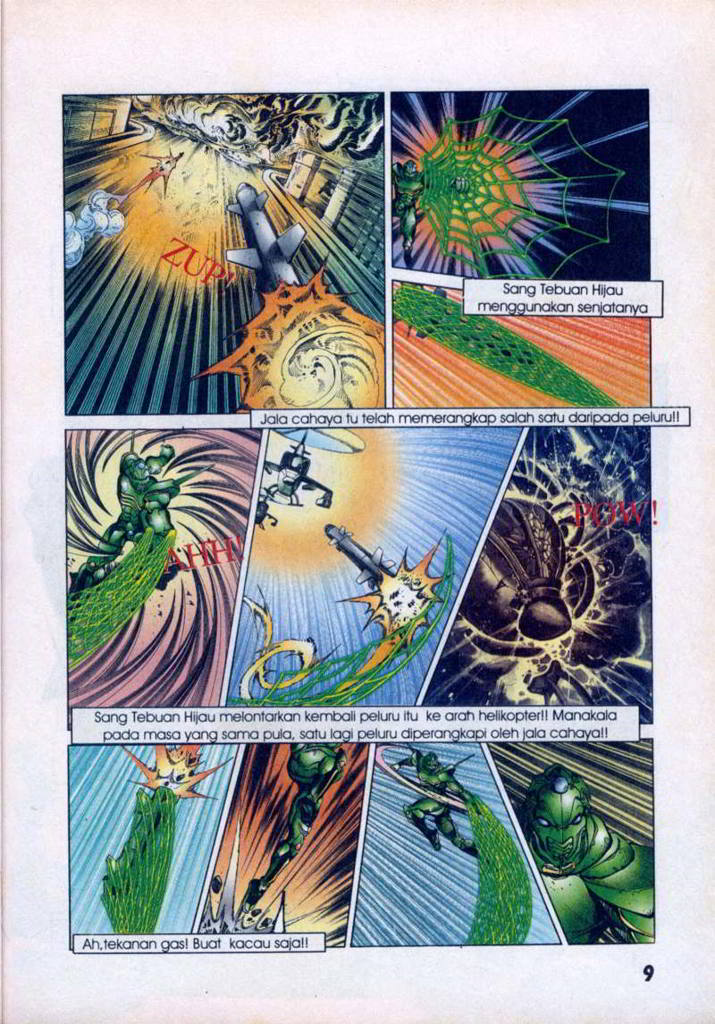 ZUP!
Sang Tebuan Hijau
menggunakan senjatanya
Jala cahaya tu telah memerangkap salah satu daripada peluru!!
AHH!
POW!
Sang Tebuan Hijau melontarkan kembali peluru itu ke arah helikopter!! Manakala
pada masa yang sama pula, satu lagi peluru diperangkapi oleh jala cahaya!!
Ah,tekanan gas! Buat kacau saja!!
9